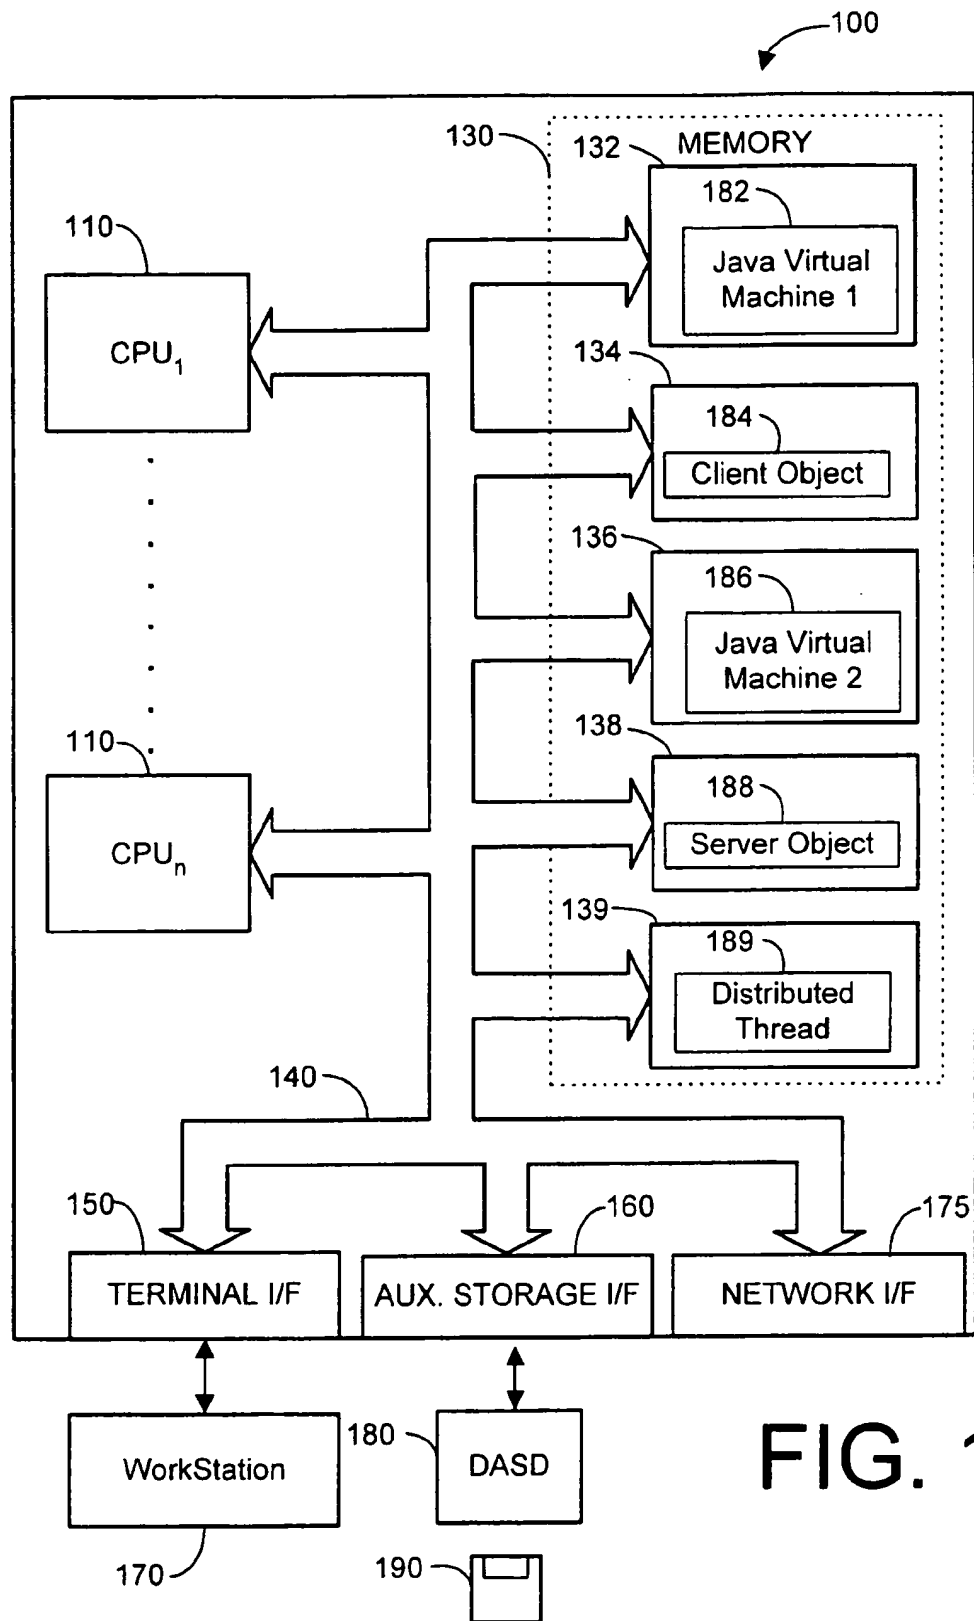 100
130
132
MEMORY
182
Java Virtual
Machine 1
110
CPU₁
134
184
Client Object
136
186
Java Virtual
Machine 2
110
CPUₙ
138
188
Server Object
139
189
Distributed
Thread
140
150
160
175
TERMINAL I/F
AUX. STORAGE I/F
NETWORK I/F
WorkStation
170
180
DASD
190
FIG.